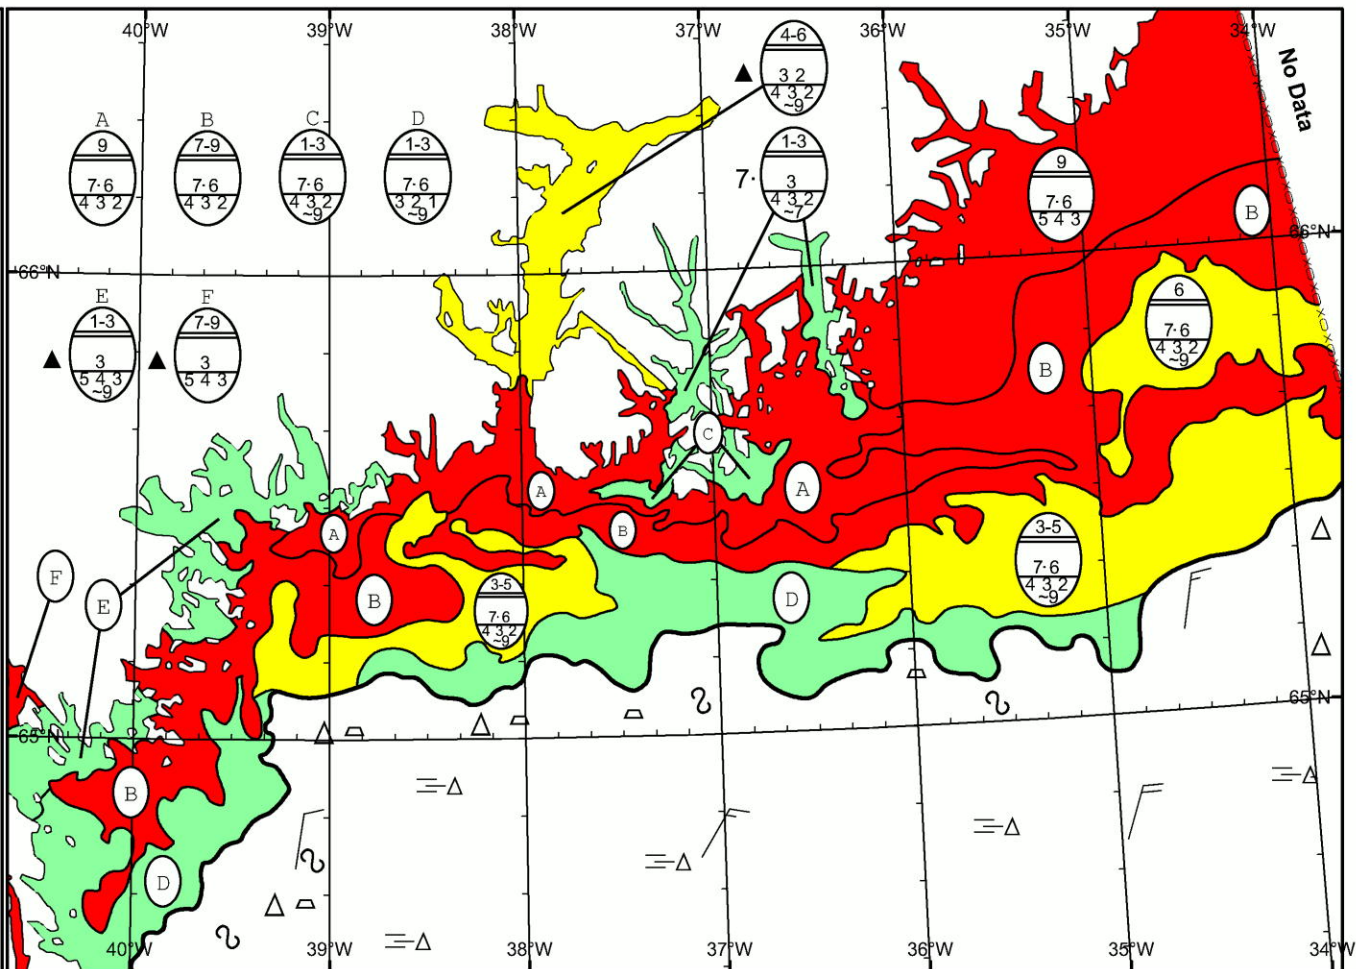 40°W 39°W 38°W 37°W 36°W 35°W 34°W
No Data
4-6
3 2
4 3 2
~9
1-3
7·
3
4 3 2
~7
A B C D
9 7-9 1-3 1-3
7·6 7·6 7·6 7·6
4 3 2 4 3 2 4 3 2 3 2 1
~9 ~9
9
7·6
5 4 3
B
66°N 66°N
E F
1-3 7-9
3 3
5 4 3 5 4 3
~9
6
7·6
4 3 2
~9
B
C
A
A
A
B
3-5
7·6
4 3 2
~9
F
E
B
3-5
7·6
4 3 2
~9
D
65°N 65°N
B
D
40°W 39°W 38°W 37°W 36°W 35°W 34°W